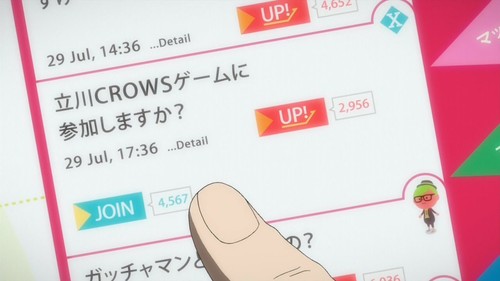 UP! 4,652
29 Jul, 14:36 ...Detail
X
立川CROWSゲームに
参加しますか?
UP! 2,956
29 Jul, 17:36 ...Detail
JOIN 4,567
ガッチャマンと
の?